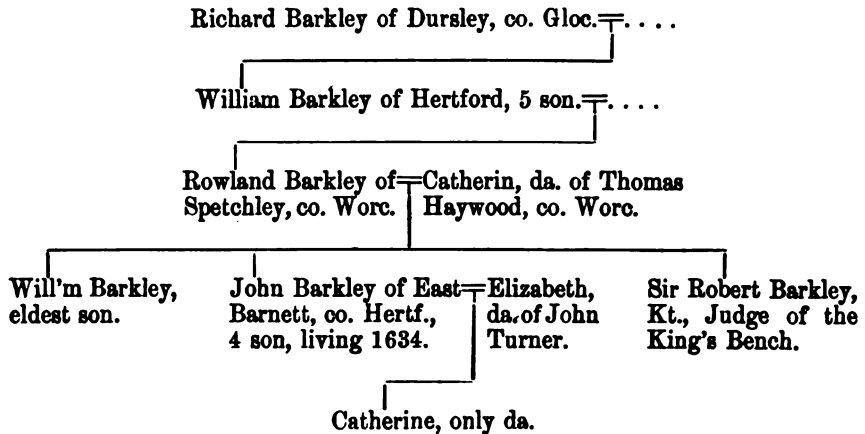 Richard Barkley of Dursley, co. Gloc.=....
William Barkley of Hertford, 5 son.=....
Rowland Barkley of=Catherin, da. of Thomas
Spetchley, co. Worc. Haywood, co. Worc.
Will'm Barkley,
eldest son.
John Barkley of East=Elizabeth,
Barnett, co. Hertf., da. of John
4 son, living 1634. Turner.
Sir Robert Barkley,
Kt., Judge of the
King's Bench.
Catherine, only da.